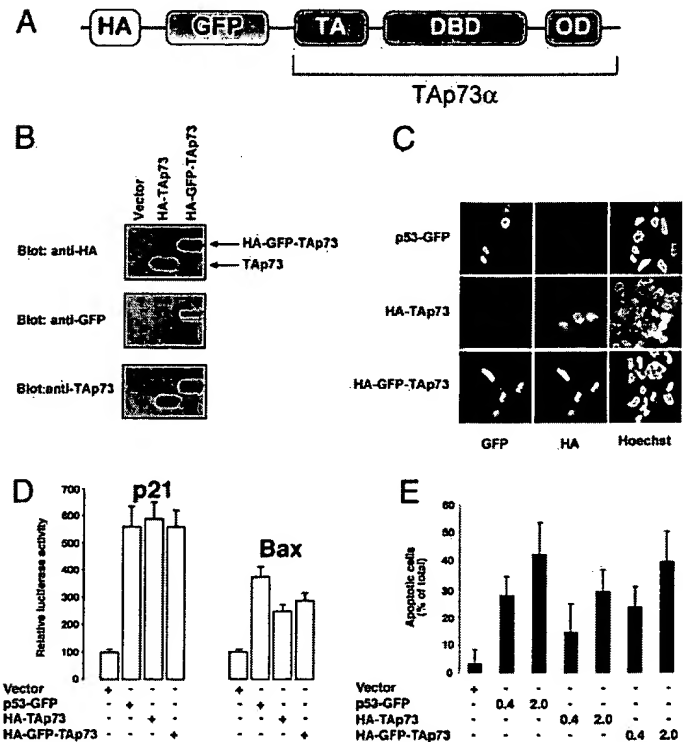 A
HA GFP TA DBD OD
TAp73α
B
Vector
HA-TAp73
HA-GFP-TAp73
Blot: anti-HA
HA-GFP-TAp73
TAp73
Blot: anti-GFP
Blot:anti-TAp73
C
p53-GFP
HA-TAp73
HA-GFP-TAp73
GFP HA Hoechst
D
Relative luciferase activity
700
600
500
400
300
200
100
0
p21
Bax
Vector + - - - + - - -
p53-GFP - + - - - + - -
HA-TAp73 - - + - - - + -
HA-GFP-TAp73 - - - + - - - +
E
Apoptotic cells
(% of total)
60
50
40
30
20
10
0
Vector + - - - - - -
p53-GFP - 0.4 2.0 - - - -
HA-TAp73 - - - 0.4 2.0 - -
HA-GFP-TAp73 - - - - - 0.4 2.0